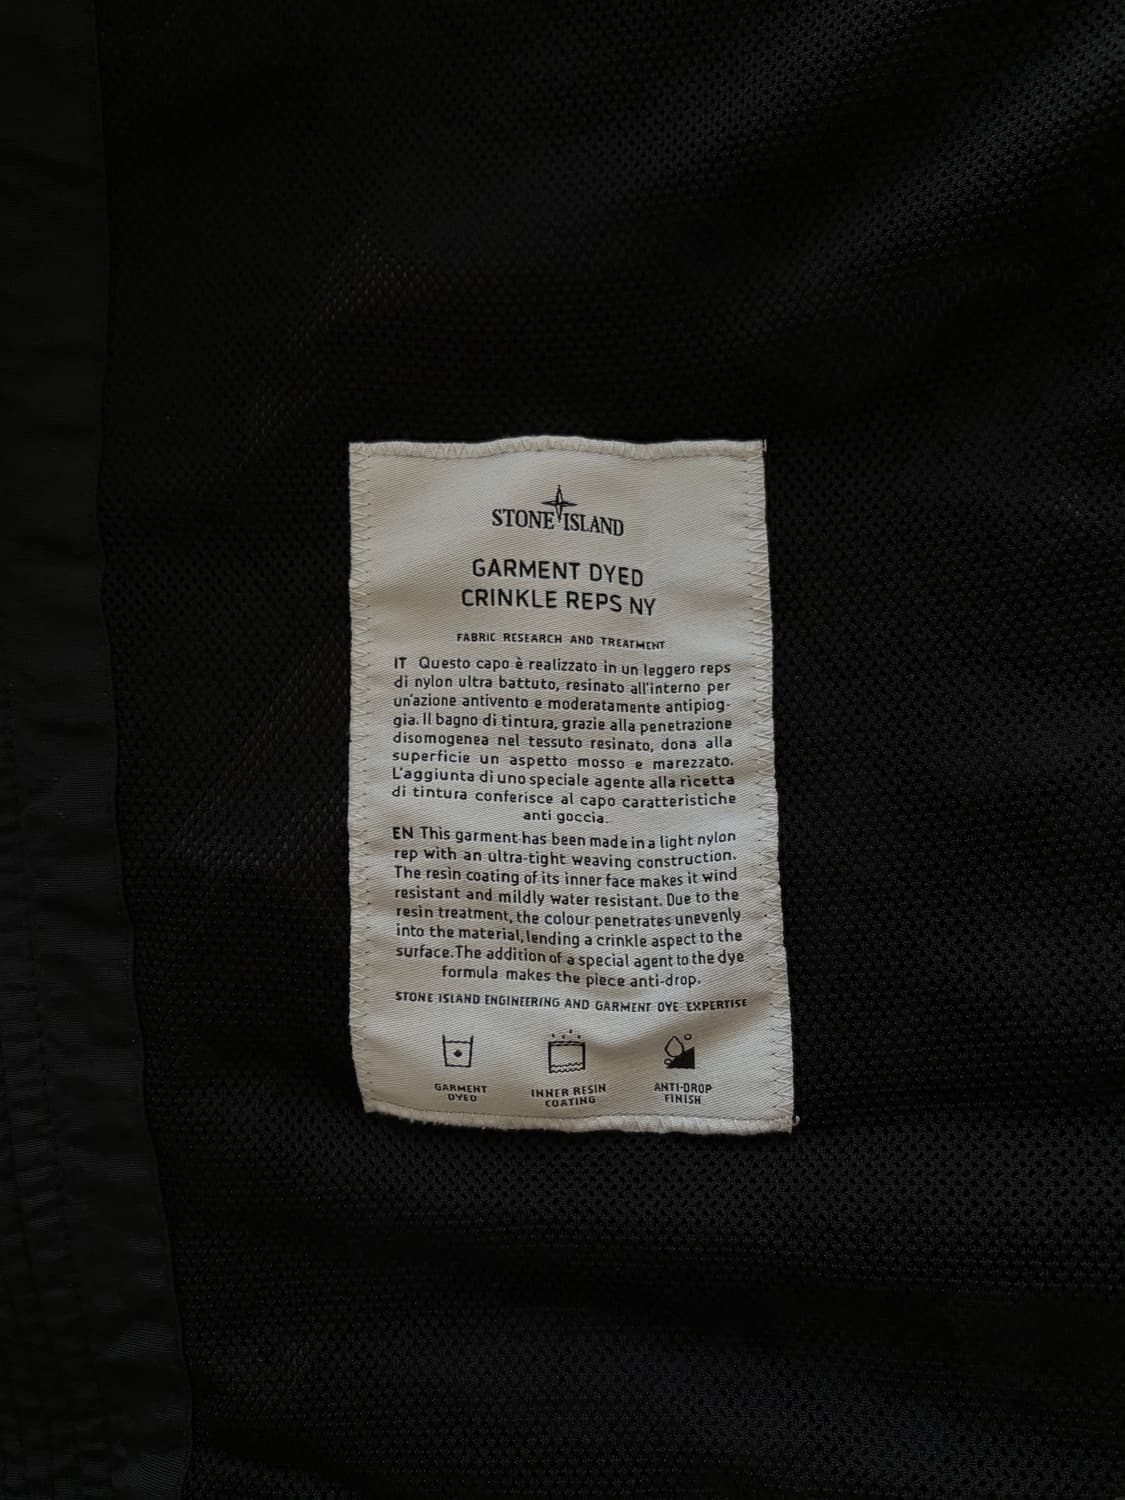 STONE ISLAND
GARMENT DYED
CRINKLE REPS NY
FABRIC RESEARCH AND TREATMENT
IT Questo capo è realizzato in un leggero reps
di nylon ultra battuto, resinato all'interno per
un'azione antivento e moderatamente antipiog-
gia. Il bagno di tintura, grazie alla penetrazione
disomogenea nel tessuto resinato, dona alla
superficie un aspetto mosso e marezzato.
L'aggiunta di uno speciale agente alla ricetta
di tintura conferisce al capo caratteristiche
anti goccia.
EN This garment has been made in a light nylon
rep with an ultra-tight weaving construction.
The resin coating of its inner face makes it wind
resistant and mildly water resistant. Due to the
resin treatment, the colour penetrates unevenly
into the material, lending a crinkle aspect to the
surface. The addition of a special agent to the dye
formula makes the piece anti-drop.
STONE ISLAND ENGINEERING AND GARMENT DYE EXPERTISE
GARMENT
DYED
INNER RESIN
COATING
ANTI-DROP
FINISH